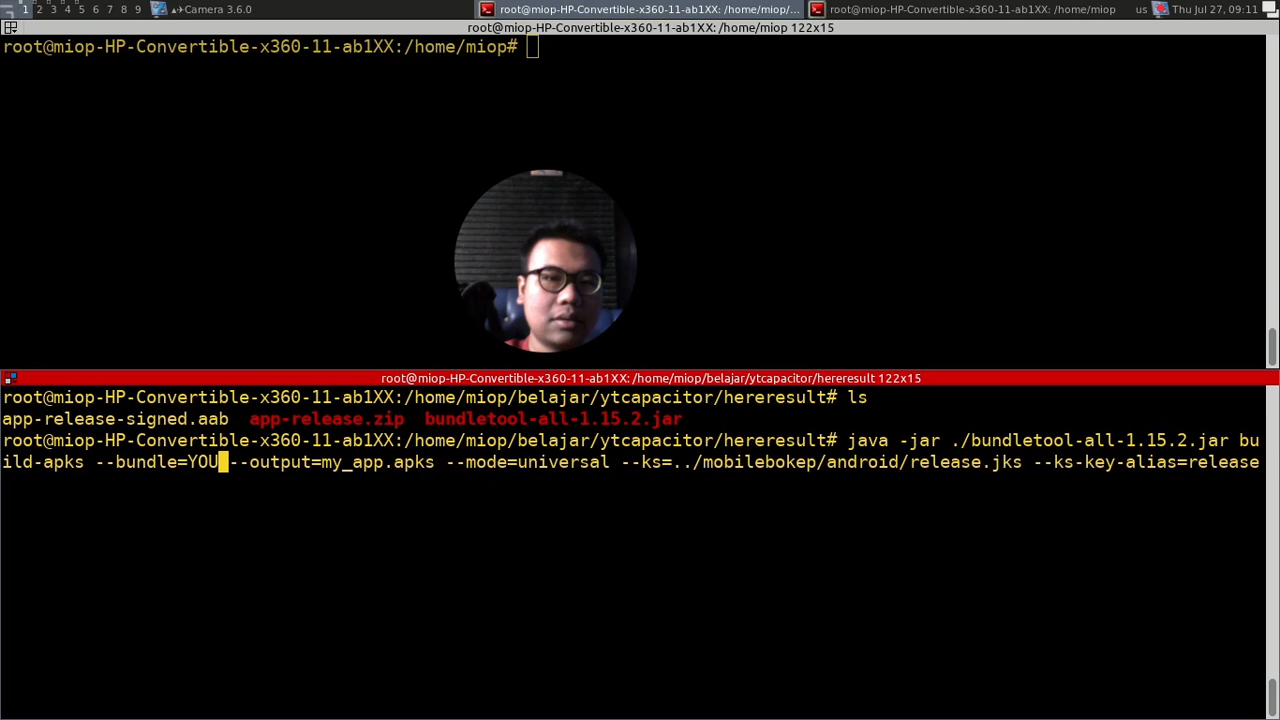 1 2 3 4 5 6 7 8 9 Camera 3.6.0 root@miop-HP-Convertible-x360-11-ab1XX: /home/miop/... root@miop-HP-Convertible-x360-11-ab1XX: /home/miop us Thu Jul 27, 09:11
root@miop-HP-Convertible-x360-11-ab1XX: /home/miop 122x15
root@miop-HP-Convertible-x360-11-ab1XX:/home/miop#
root@miop-HP-Convertible-x360-11-ab1XX: /home/miop/belajar/ytcapacitor/hereresult 122x15
root@miop-HP-Convertible-x360-11-ab1XX:/home/miop/belajar/ytcapacitor/hereresult# ls
app-release-signed.aab app-release.zip bundletool-all-1.15.2.jar
root@miop-HP-Convertible-x360-11-ab1XX:/home/miop/belajar/ytcapacitor/hereresult# java -jar ./bundletool-all-1.15.2.jar bu
ild-apks --bundle=YOU --output=my_app.apks --mode=universal --ks=../mobilebokep/android/release.jks --ks-key-alias=release